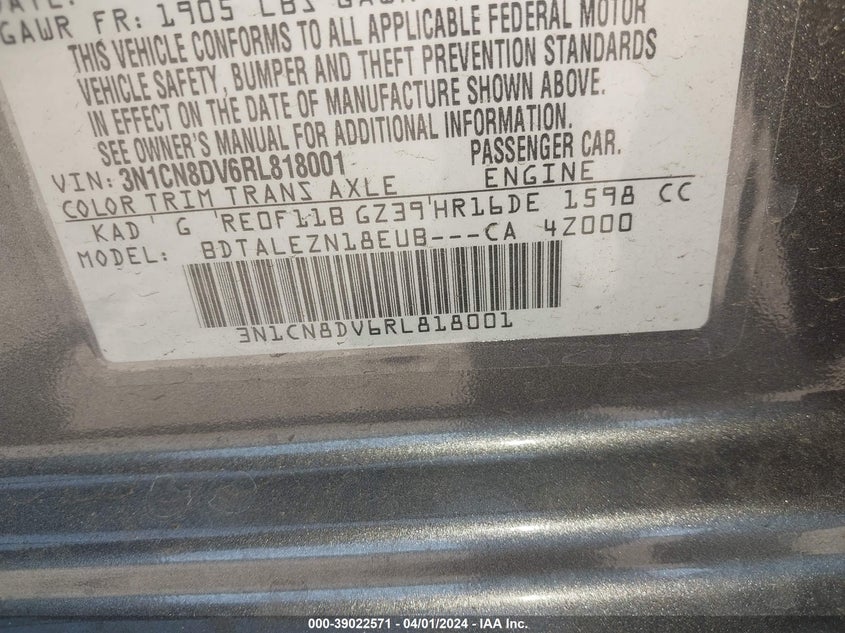 GAWR FR: 1905 LBS GAWR
THIS VEHICLE CONFORMS TO ALL APPLICABLE FEDERAL MOTOR
VEHICLE SAFETY, BUMPER AND THEFT PREVENTION STANDARDS
IN EFFECT ON THE DATE OF MANUFACTURE SHOWN ABOVE.
SEE OWNER'S MANUAL FOR ADDITIONAL INFORMATION.
VIN: 3N1CN8DV6RL818001 PASSENGER CAR.
COLOR TRIM TRANS AXLE ENGINE
KAD G RE0F11B GZ39 HR16DE 1598 CC
MODEL: BDTALEZN18EUB---CA 4Z000
3N1CN8DV6RL818001
000-39022571 | 04/01/2024 - IAA Inc.